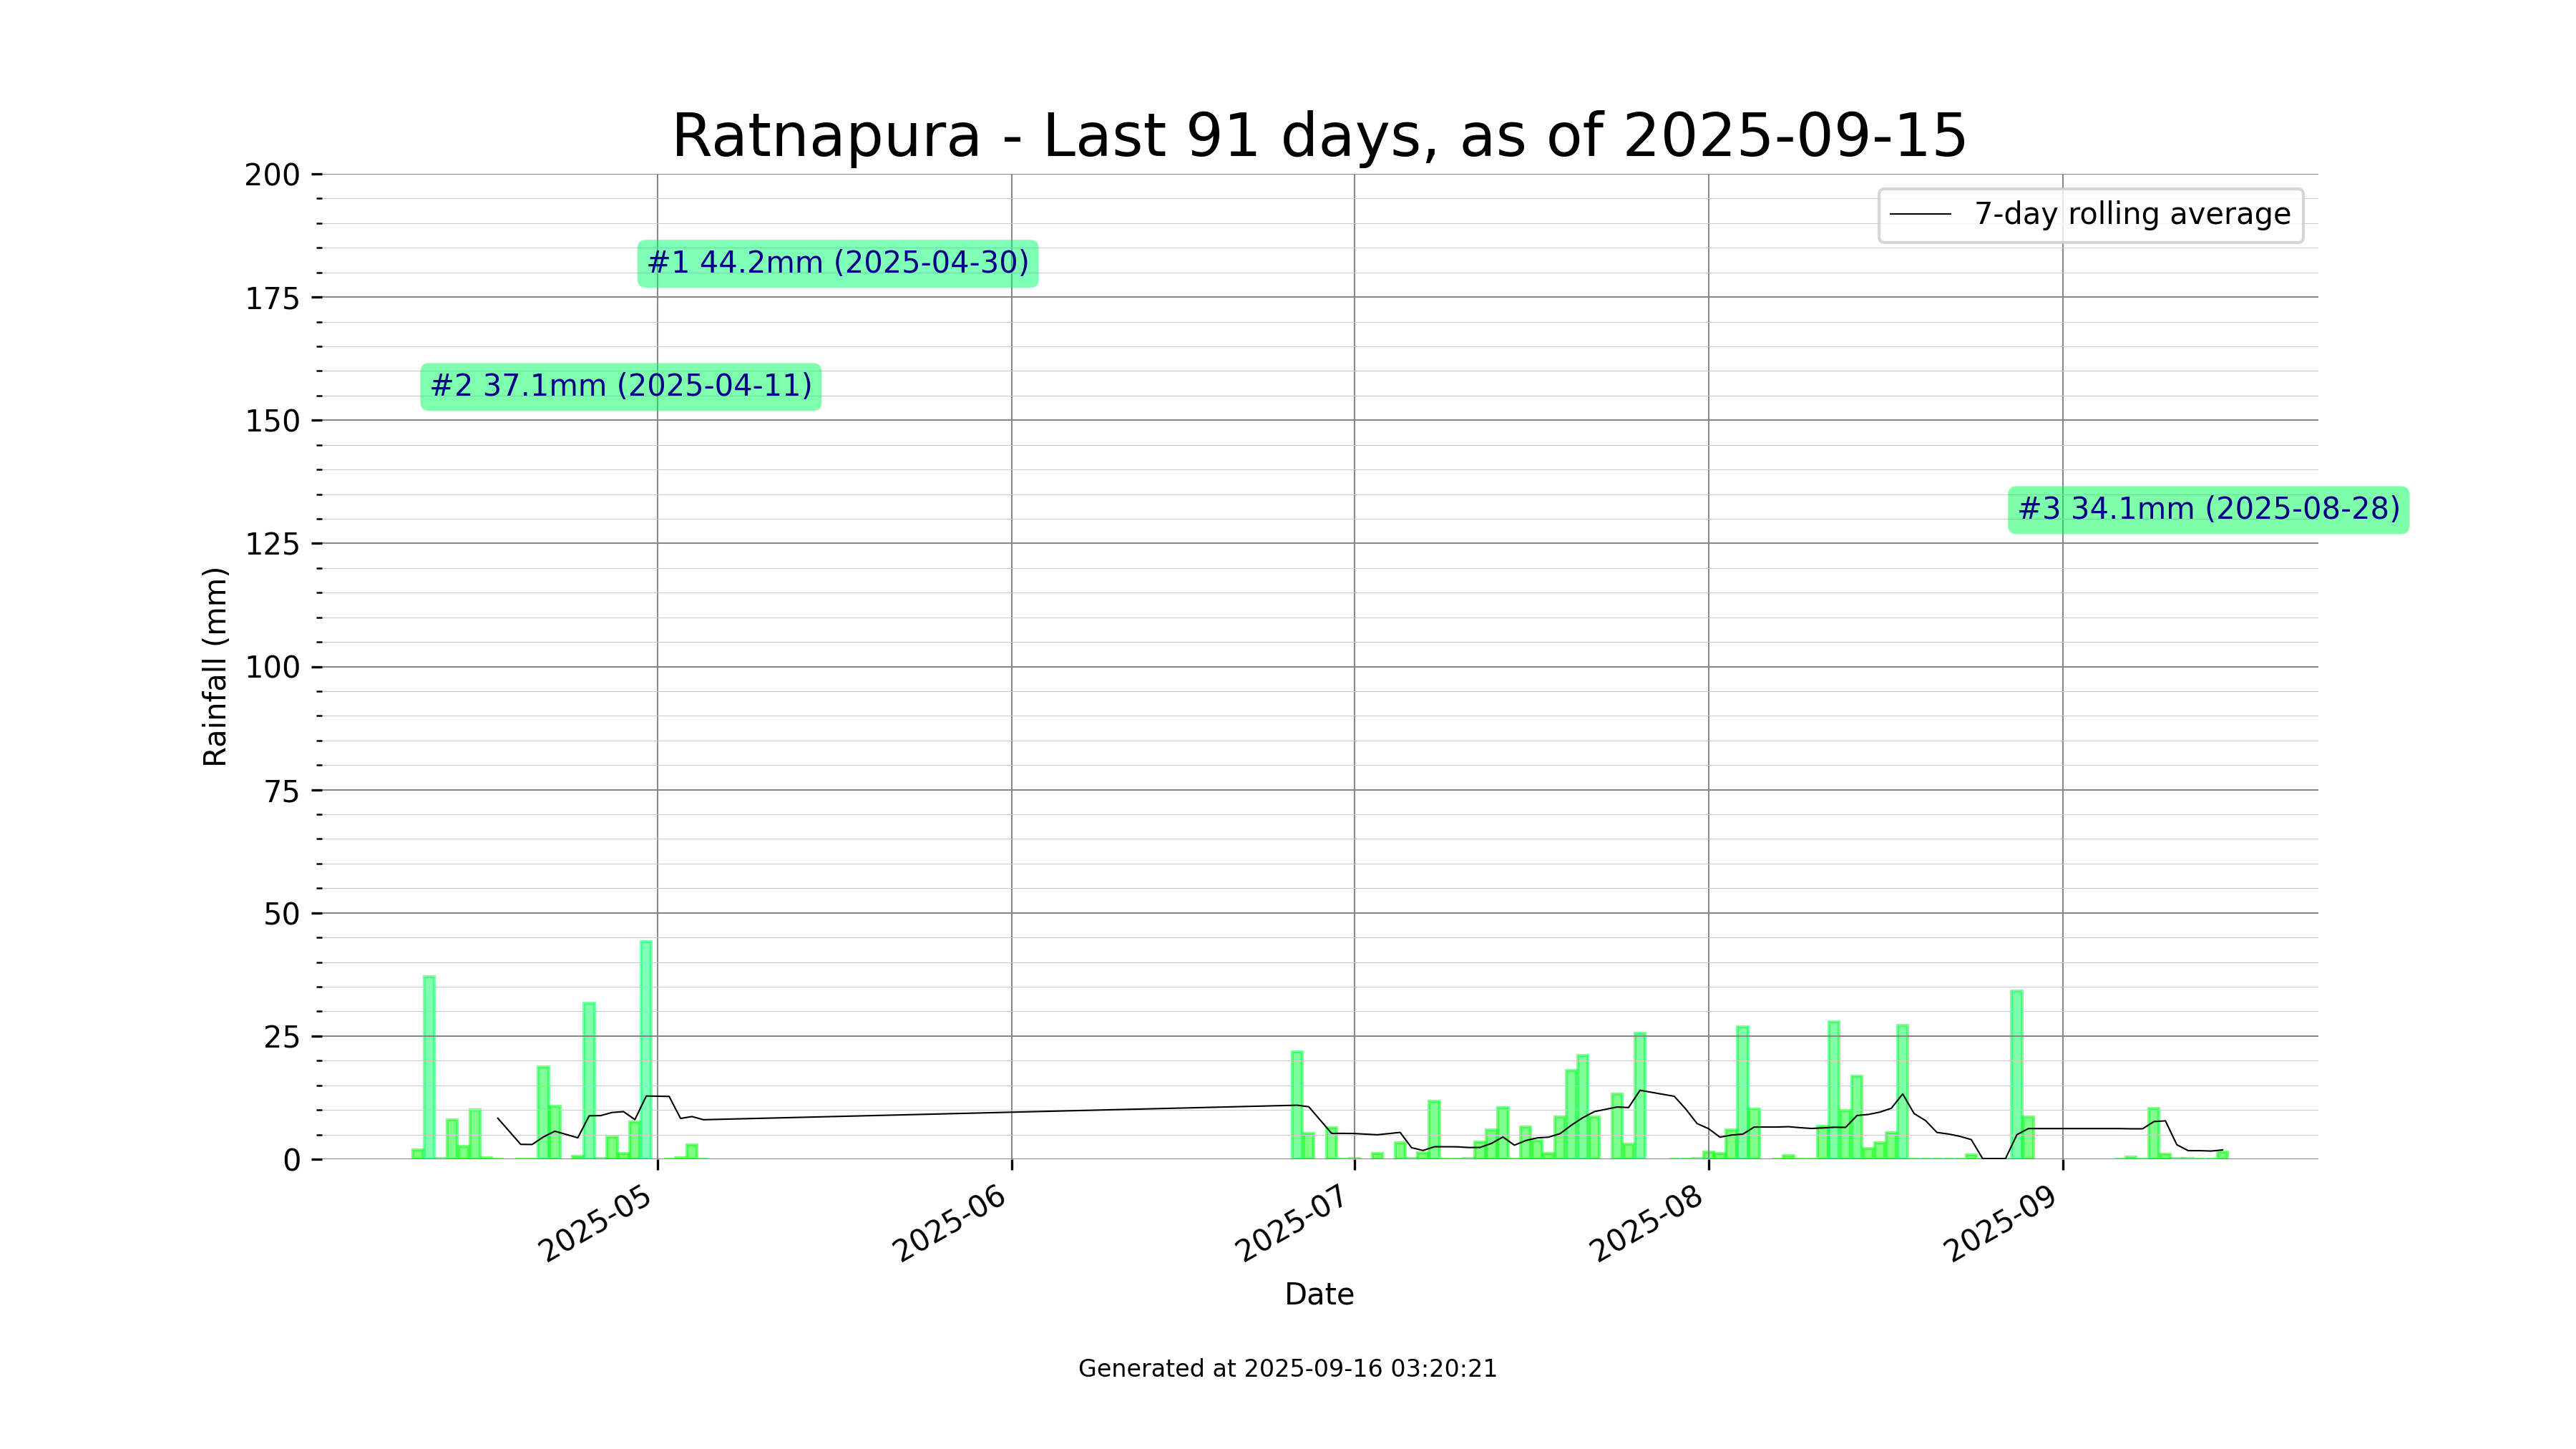 Ratnapura - Last 91 days, as of 2025-09-15
7-day rolling average
#1 44.2mm (2025-04-30)
#2 37.1mm (2025-04-11)
#3 34.1mm (2025-08-28)
Rainfall (mm)
200
175
150
125
100
75
50
25
0
2025-05
2025-06
2025-07
2025-08
2025-09
Date
Generated at 2025-09-16 03:20:21